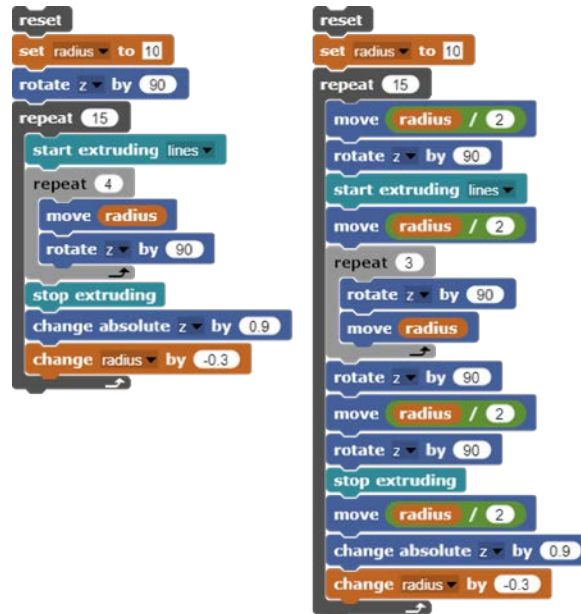 reset
set radius to 10
rotate z by 90
repeat 15
start extruding lines
repeat 4
move radius
rotate z by 90
stop extruding
change absolute z by 0.9
change radius by -0.3
reset
set radius to 10
repeat 15
move radius / 2
rotate z by 90
start extruding lines
move radius / 2
repeat 3
rotate z by 90
move radius
rotate z by 90
move radius / 2
rotate z by 90
stop extruding
move radius / 2
change absolute z by 0.9
change radius by -0.3